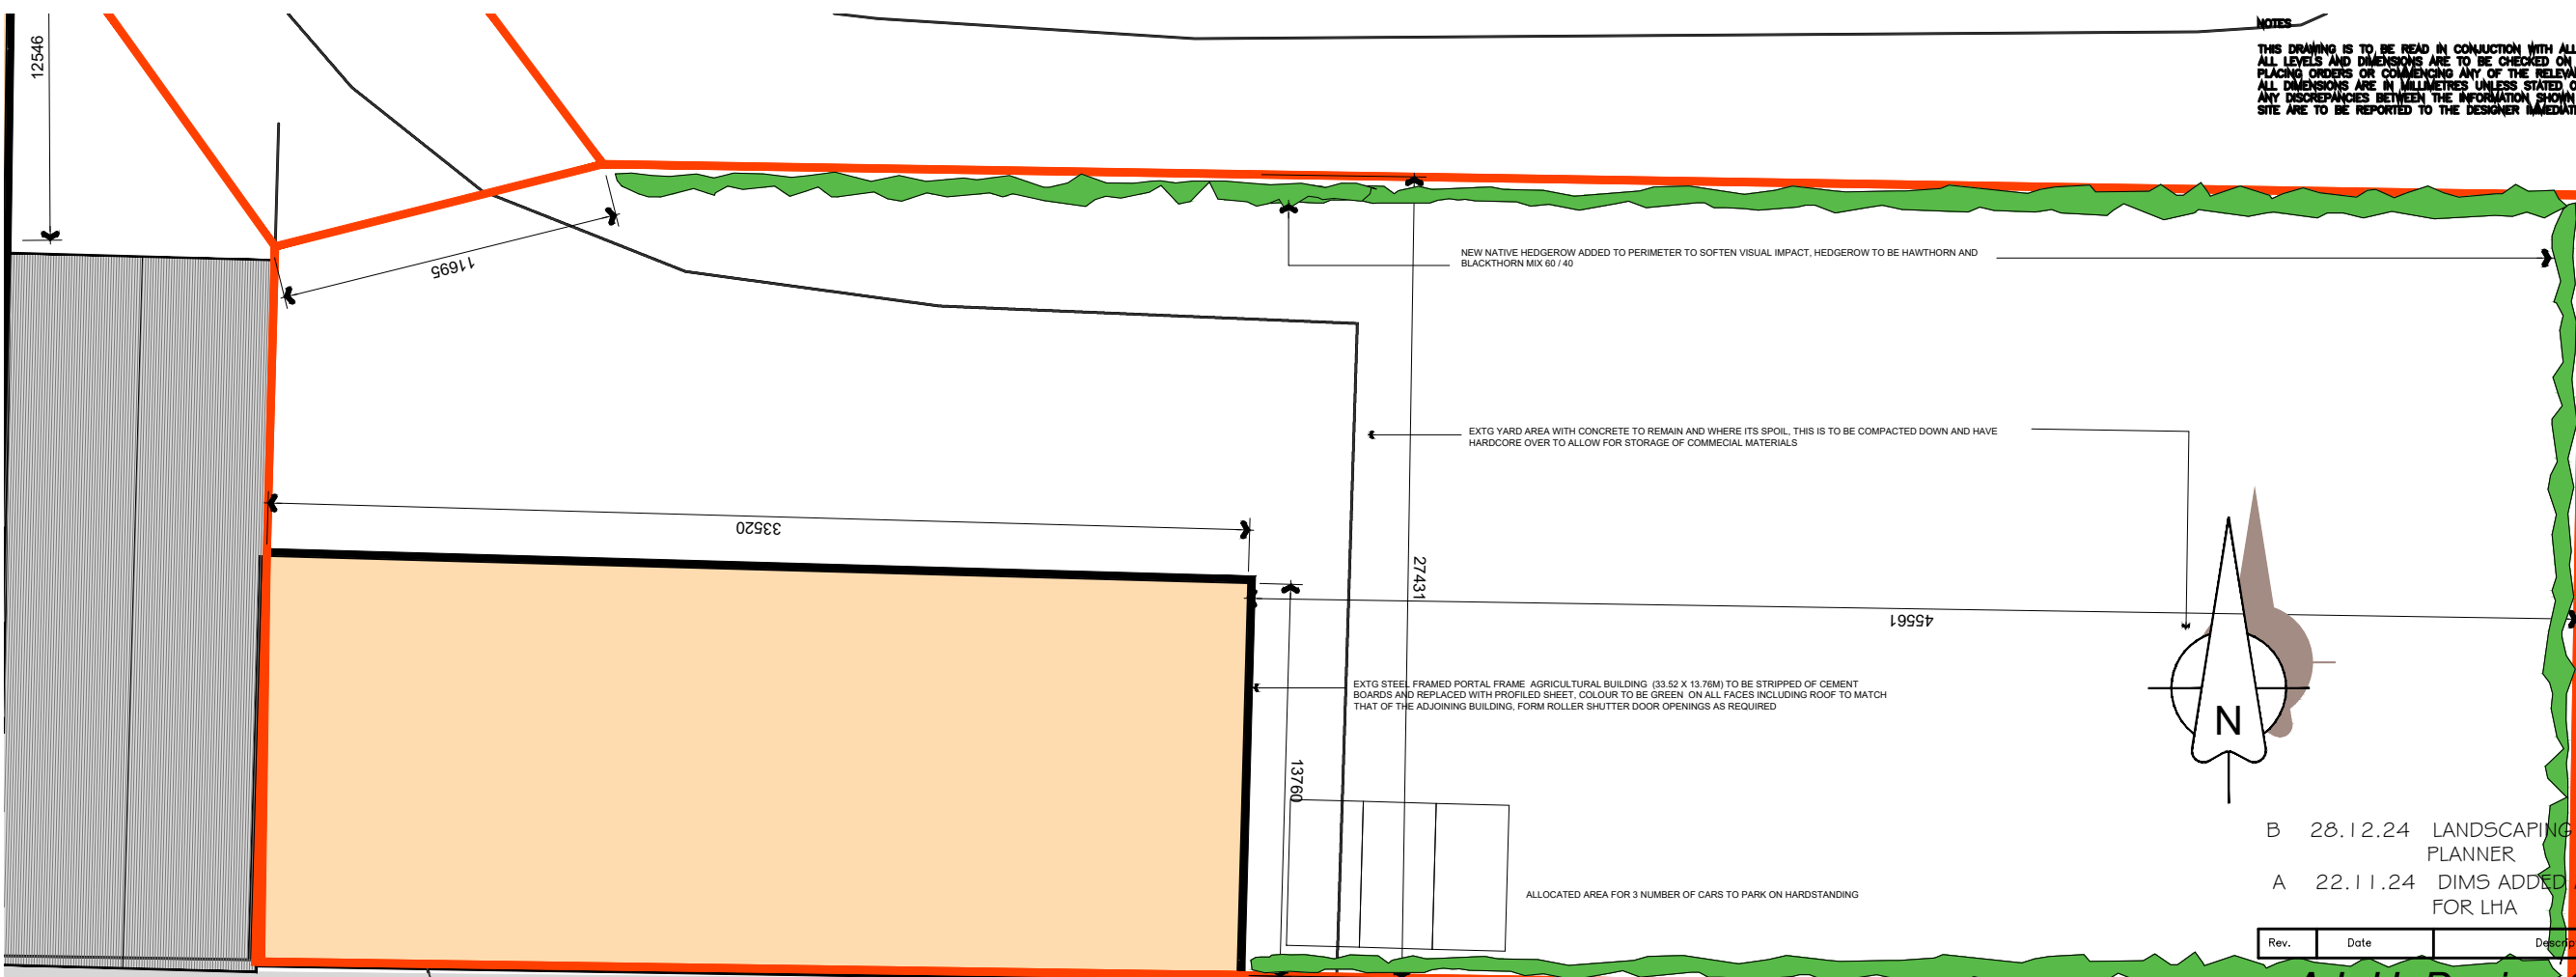 12546
NOTES
THIS DRAWING IS TO BE READ IN CONJUCTION WITH ALL
ALL LEVELS AND DIMENSIONS ARE TO BE CHECKED ON
PLACING ORDERS OR COMMENCING ANY OF THE
ALL DIMENSIONS ARE IN MILLIMETRES UNLESS STATED
ANY DISCREPANCIES BETWEEN THE INFORMATION SHOWN
SITE ARE TO BE REPORTED TO THE DESIGNER
11695
NEW NATIVE HEDGEROW ADDED TO PERIMETER TO SOFTEN VISUAL IMPACT, HEDGEROW TO BE HAWTHORN AND
BLACKTHORN MIX 60 / 40
EXTG YARD AREA WITH CONCRETE TO REMAIN AND WHERE ITS SPOIL, THIS IS TO BE COMPACTED DOWN AND HAVE
HARDCORE OVER TO ALLOW FOR STORAGE OF COMMECIAL MATERIALS
33520
27431
45561
EXTG STEEL FRAMED PORTAL FRAME AGRICULTURAL BUILDING (33.52 X 13.76M) TO BE STRIPPED OF CEMENT
BOARDS AND REPLACED WITH PROFILED SHEET, COLOUR TO BE GREEN ON ALL FACES INCLUDING ROOF TO MATCH
THAT OF THE ADJOINING BUILDING, FORM ROLLER SHUTTER DOOR OPENINGS AS REQUIRED
N
13760
ALLOCATED AREA FOR 3 NUMBER OF CARS TO PARK ON HARDSTANDING
B 28.12.24 LANDSCAPING
PLANNER
A 22.11.24 DIMS ADDED
FOR LHA
Rev. Date